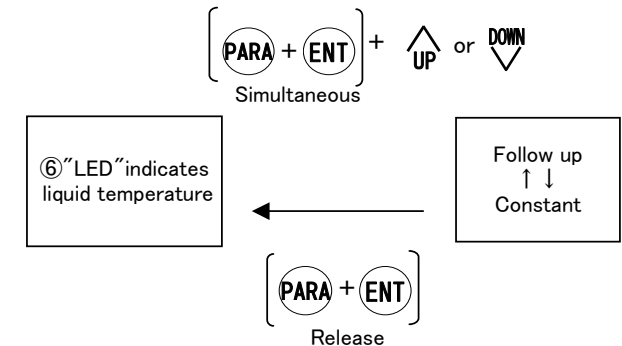 PARA + ENT + UP or DOWN
Simultaneous
⑥"LED"indicates
liquid temperature
Follow up
↑ ↓
Constant
PARA + ENT
Release